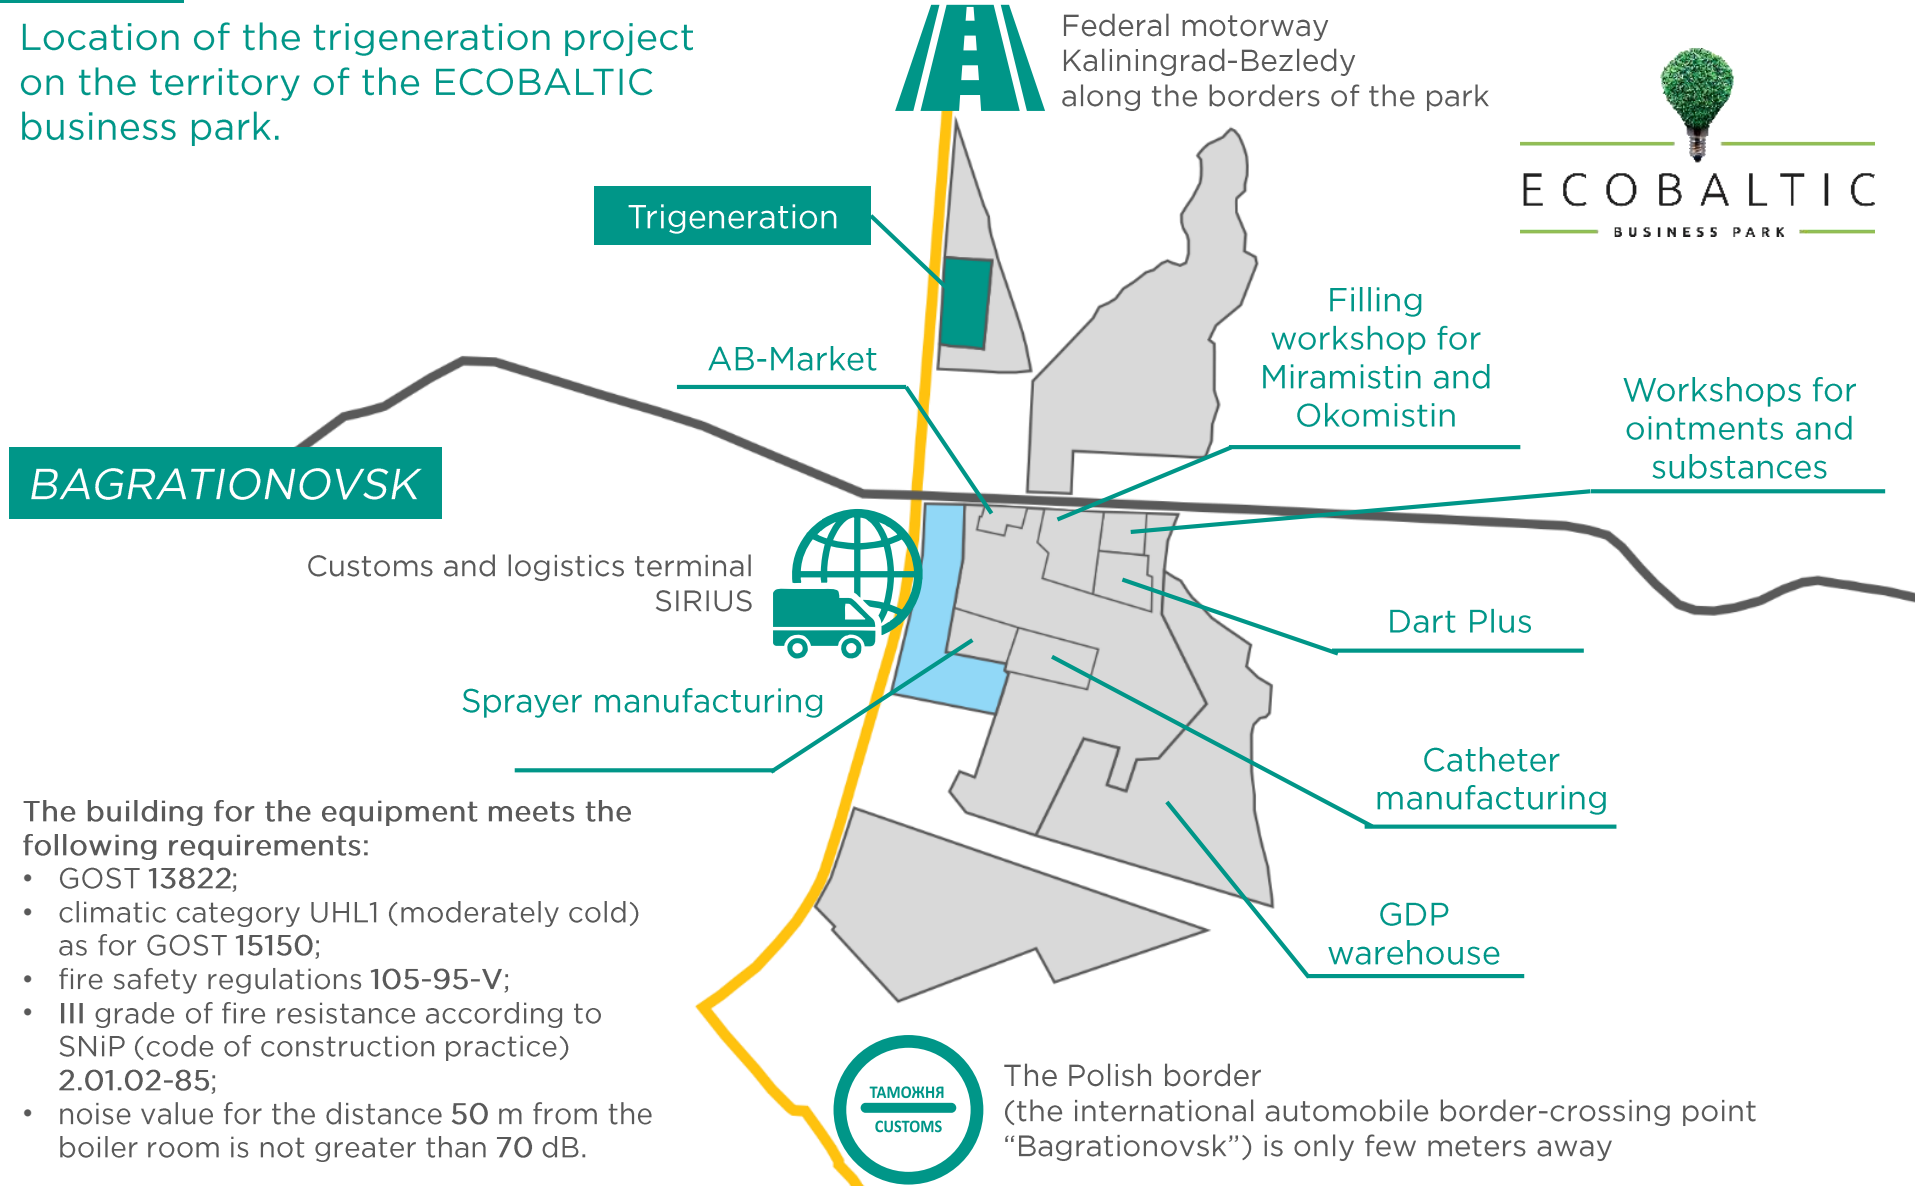 Location of the trigeneration project
on the territory of the ECOBALTIC
business park.
Federal motorway
Kaliningrad-Bezledy
along the borders of the park
ECOBALTIC
BUSINESS PARK
Trigeneration
AB-Market
Filling
workshop for
Miramistin and
Okomistin
Workshops for
ointments and
substances
BAGRATIONOVSK
Customs and logistics terminal
SIRIUS
Dart Plus
Sprayer manufacturing
Catheter
manufacturing
GDP
warehouse
The building for the equipment meets the
following requirements:
• GOST 13822;
• climatic category UHL1 (moderately cold)
as for GOST 15150;
• fire safety regulations 105-95-V;
• III grade of fire resistance according to
SNiP (code of construction practice)
2.01.02-85;
• noise value for the distance 50 m from the
boiler room is not greater than 70 dB.
ТАМОЖНЯ
CUSTOMS
The Polish border
(the international automobile border-crossing point
“Bagrationovsk”) is only few meters away